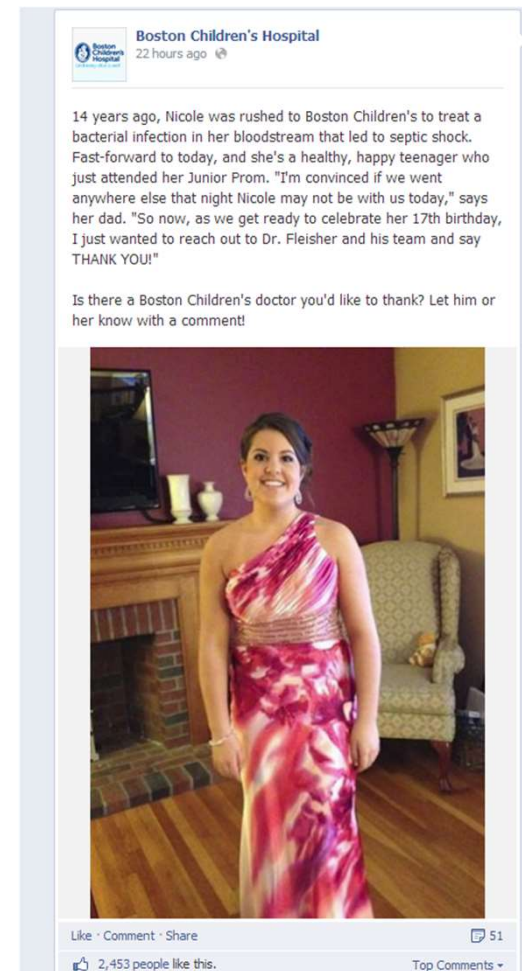 Boston Children's Hospital
Boston
Children's
Hospital
22 hours ago
14 years ago, Nicole was rushed to Boston Children's to treat a
bacterial infection in her bloodstream that led to septic shock.
Fast-forward to today, and she's a healthy, happy teenager who
just attended her Junior Prom. "I'm convinced if we went
anywhere else that night Nicole may not be with us today," says
her dad. "So now, as we get ready to celebrate her 17th birthday,
I just wanted to reach out to Dr. Fleisher and his team and say
THANK YOU!"
Is there a Boston Children's doctor you'd like to thank? Let him or
her know with a comment!
Like · Comment · Share
51
2,453 people like this.
Top Comments